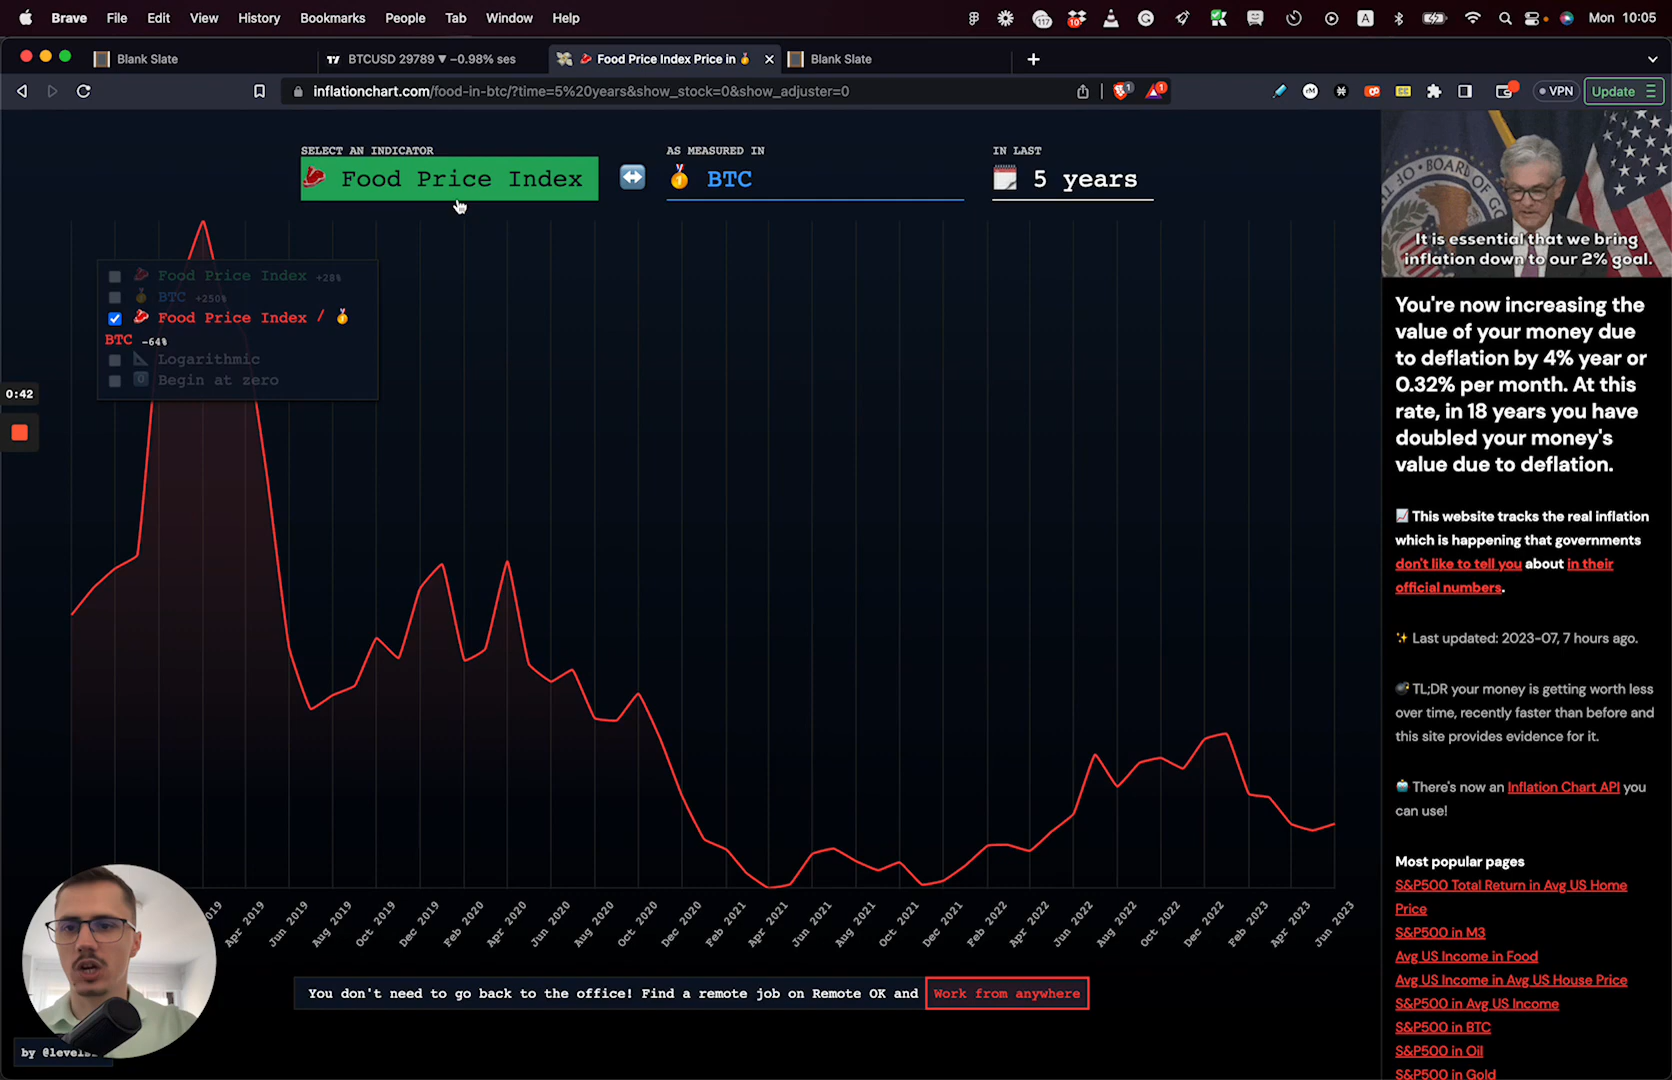 Brave File Edit View History Bookmarks People Tab Window Help
117 10 A Mon 10:05
Blank Slate
BTCUSD 29789 ▼ −0.98% ses
Food Price Index Price in
Blank Slate
inflationchart.com/food-in-btc/?time=5%20years&show_stock=0&show_adjuster=0
1 1 VPN Update
SELECT AN INDICATOR
Food Price Index
AS MEASURED IN
BTC
IN LAST
5 years
Food Price Index +28%
BTC +250%
Food Price Index /
BTC -64%
Logarithmic
Begin at zero
0:42
BOARD OF
It is essential that we bring
inflation down to our 2% goal.
You're now increasing the
value of your money due
to deflation by 4% year or
0.32% per month. At this
rate, in 18 years you have
doubled your money's
value due to deflation.
This website tracks the real inflation
which is happening that governments
don't like to tell you about in their
official numbers.
Last updated: 2023-07, 7 hours ago.
TL;DR your money is getting worth less
over time, recently faster than before and
this site provides evidence for it.
There's now an Inflation Chart API you
can use!
Most popular pages
S&P500 Total Return in Avg US Home
Price
S&P500 in M3
Avg US Income in Food
Avg US Income in Avg US House Price
S&P500 in Avg US Income
S&P500 in BTC
S&P500 in Oil
S&P500 in Gold
2019 Apr 2019 Jun 2019 Aug 2019 Oct 2019 Dec 2019 Feb 2020 Apr 2020 Jun 2020 Aug 2020 Oct 2020 Dec 2020 Feb 2021 Apr 2021 Jun 2021 Aug 2021 Oct 2021 Dec 2021 Feb 2022 Apr 2022 Jun 2022 Aug 2022 Oct 2022 Dec 2022 Feb 2023 Apr 2023 Jun 2023
You don't need to go back to the office! Find a remote job on Remote OK and Work from anywhere
by @levels